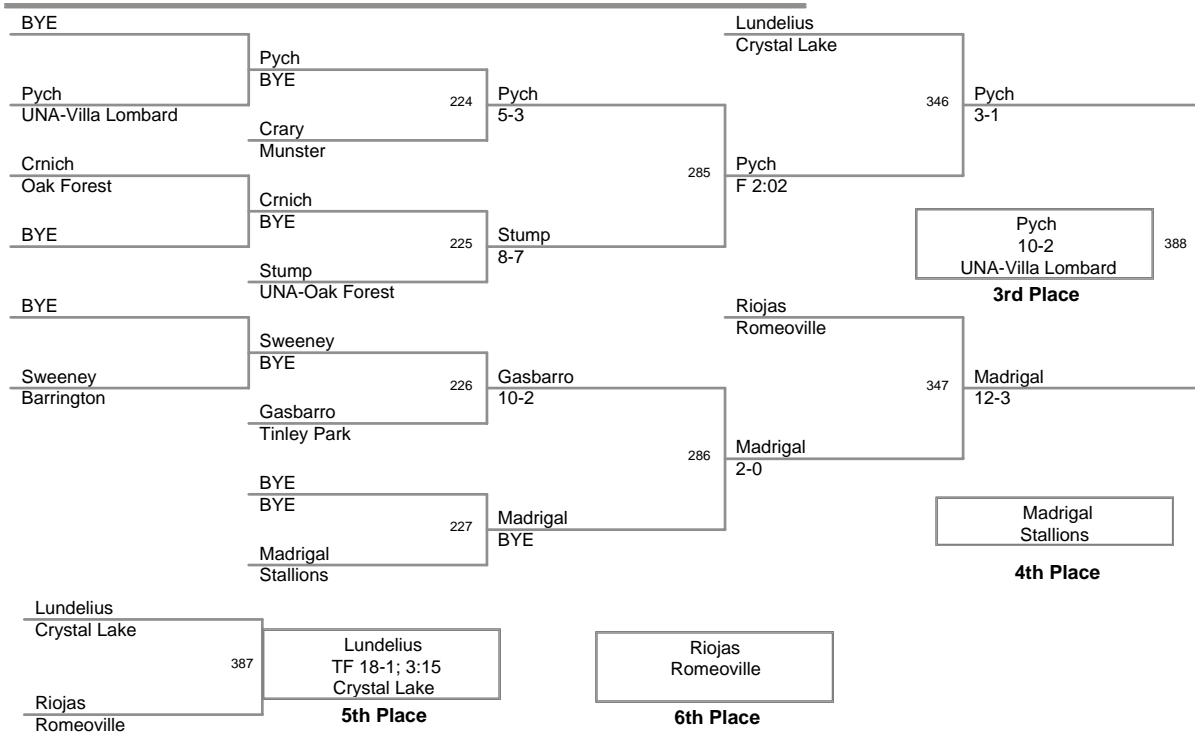 BYE
Pych
UNA-Villa Lombard
Crnich
Oak Forest
BYE
BYE
Sweeney
Barrington
Pych
BYE
224
Crary
Munster
Crnich
BYE
225
Stump
UNA-Oak Forest
Sweeney
BYE
226
Gasbarro
Tinley Park
BYE
BYE
227
Madrigal
Stallions
Pych
5-3
285
Stump
8-7
Gasbarro
10-2
286
Madrigal
BYE
Lundelius
Crystal Lake
346
Pych
F 2:02
Riojas
Romeoville
347
Madrigal
2-0
Pych
3-1
Pych
10-2
UNA-Villa Lombard
388
3rd Place
Madrigal
12-3
Madrigal
Stallions
4th Place
Lundelius
Crystal Lake
387
Riojas
Romeoville
Lundelius
TF 18-1; 3:15
Crystal Lake
5th Place
Riojas
Romeoville
6th Place